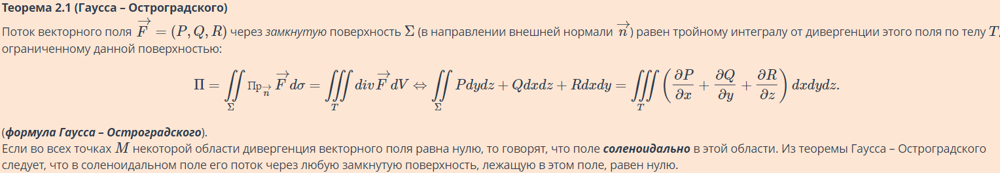 Теорема 2.1 (Гаусса – Остроградского)
Поток векторного поля $\overrightarrow{F} = (P, Q, R)$ через замкнутую поверхность $\Sigma$ (в направлении внешней нормали $\overrightarrow{n}$) равен тройному интегралу от дивергенции этого поля по телу $T$,
ограниченному данной поверхностью:
$\Pi = \iint\limits_{\Sigma} Пр_{\overrightarrow{n}} \overrightarrow{F} d\sigma = \iiint\limits_{T} div \overrightarrow{F} dV \Leftrightarrow \iint\limits_{\Sigma} Pdydz + Qdxdz + Rdxdy = \iiint\limits_{T} \left( \frac{\partial P}{\partial x} + \frac{\partial Q}{\partial y} + \frac{\partial R}{\partial z} \right) dxdydz.$
(формула Гаусса – Остроградского).
Если во всех точках $M$ некоторой области дивергенция векторного поля равна нулю, то говорят, что поле соленоидально в этой области. Из теоремы Гаусса – Остроградского
следует, что в соленоидальном поле его поток через любую замкнутую поверхность, лежащую в этом поле, равен нулю.